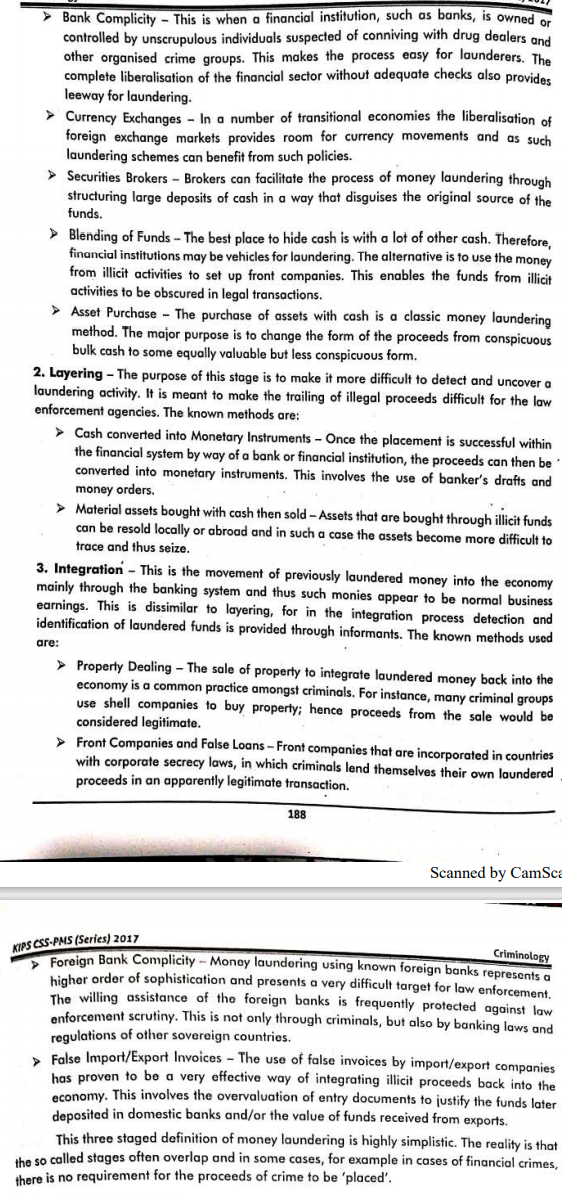 ➤ Bank Complicity – This is when a financial institution, such as banks, is owned or
controlled by unscrupulous individuals suspected of conniving with drug dealers and
other organised crime groups. This makes the process easy for launderers. The
complete liberalisation of the financial sector without adequate checks also provides
leeway for laundering.
➤ Currency Exchanges – In a number of transitional economies the liberalisation of
foreign exchange markets provides room for currency movements and as such
laundering schemes can benefit from such policies.
➤ Securities Brokers – Brokers can facilitate the process of money laundering through
structuring large deposits of cash in a way that disguises the original source of the
funds.
➤ Blending of Funds – The best place to hide cash is with a lot of other cash. Therefore,
financial institutions may be vehicles for laundering. The alternative is to use the money
from illicit activities to set up front companies. This enables the funds from illicit
activities to be obscured in legal transactions.
➤ Asset Purchase – The purchase of assets with cash is a classic money laundering
method. The major purpose is to change the form of the proceeds from conspicuous
bulk cash to some equally valuable but less conspicuous form.
2. Layering – The purpose of this stage is to make it more difficult to detect and uncover a
laundering activity. It is meant to make the trailing of illegal proceeds difficult for the law
enforcement agencies. The known methods are:
➤ Cash converted into Monetary Instruments – Once the placement is successful within
the financial system by way of a bank or financial institution, the proceeds can then be
converted into monetary instruments. This involves the use of banker's drafts and
money orders.
➤ Material assets bought with cash then sold – Assets that are bought through illicit funds
can be resold locally or abroad and in such a case the assets become more difficult to
trace and thus seize.
3. Integration – This is the movement of previously laundered money into the economy
mainly through the banking system and thus such monies appear to be normal business
earnings. This is dissimilar to layering, for in the integration process detection and
identification of laundered funds is provided through informants. The known methods used
are:
➤ Property Dealing – The sale of property to integrate laundered money back into the
economy is a common practice amongst criminals. For instance, many criminal groups
use shell companies to buy property; hence proceeds from the sale would be
considered legitimate.
➤ Front Companies and False Loans – Front companies that are incorporated in countries
with corporate secrecy laws, in which criminals lend themselves their own laundered
proceeds in an apparently legitimate transaction.
188
Scanned by CamSca
KIPS CSS-PMS (Series) 2017
Criminology
➤ Foreign Bank Complicity – Money laundering using known foreign banks represents a
higher order of sophistication and presents a very difficult target for law enforcement.
The willing assistance of the foreign banks is frequently protected against law
enforcement scrutiny. This is not only through criminals, but also by banking laws and
regulations of other sovereign countries.
➤ False Import/Export Invoices – The use of false invoices by import/export companies
has proven to be a very effective way of integrating illicit proceeds back into the
economy. This involves the overvaluation of entry documents to justify the funds later
deposited in domestic banks and/or the value of funds received from exports.
This three staged definition of money laundering is highly simplistic. The reality is that
the so called stages often overlap and in some cases, for example in cases of financial crimes,
there is no requirement for the proceeds of crime to be 'placed'.